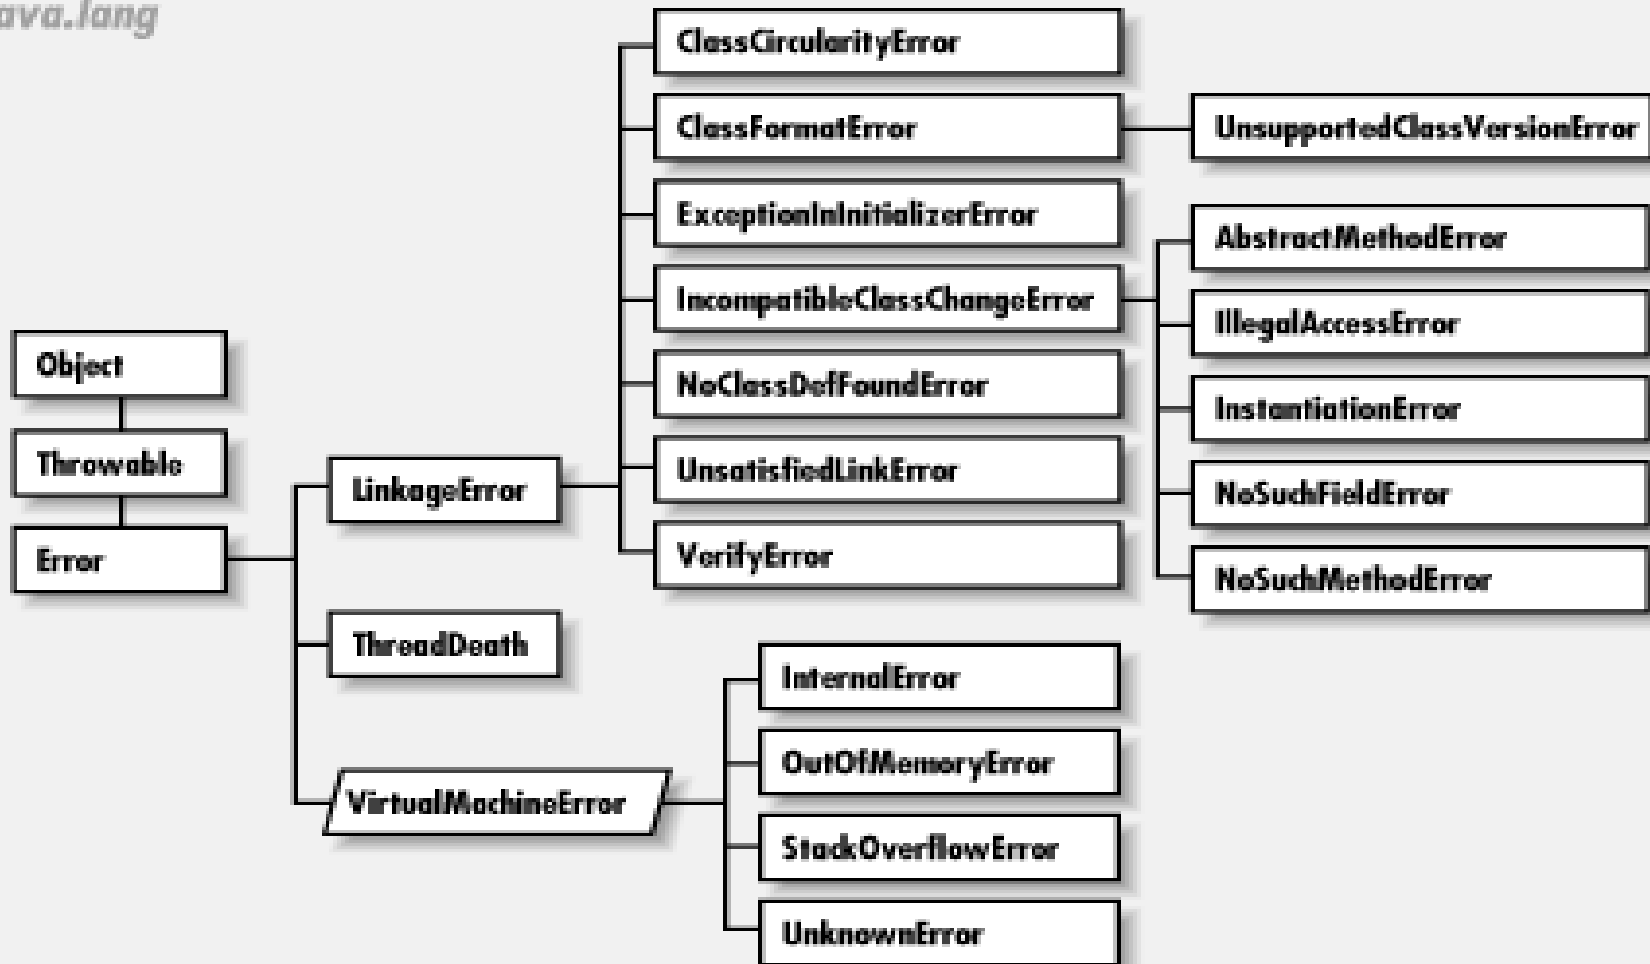 ava.lang
ClassCircularityError
ClassFormatError
UnsupportedClassVersionError
ExceptionInInitializerError
AbstractMethodError
IncompatibleClassChangeError
IllegalAccessError
Object
NoClassDefFoundError
InstantiationError
Throwable
LinkageError
UnsatisfiedLinkError
NoSuchFieldError
Error
VerifyError
NoSuchMethodError
ThreadDeath
InternalError
OutOfMemoryError
VirtualMachineError
StackOverflowError
UnknownError